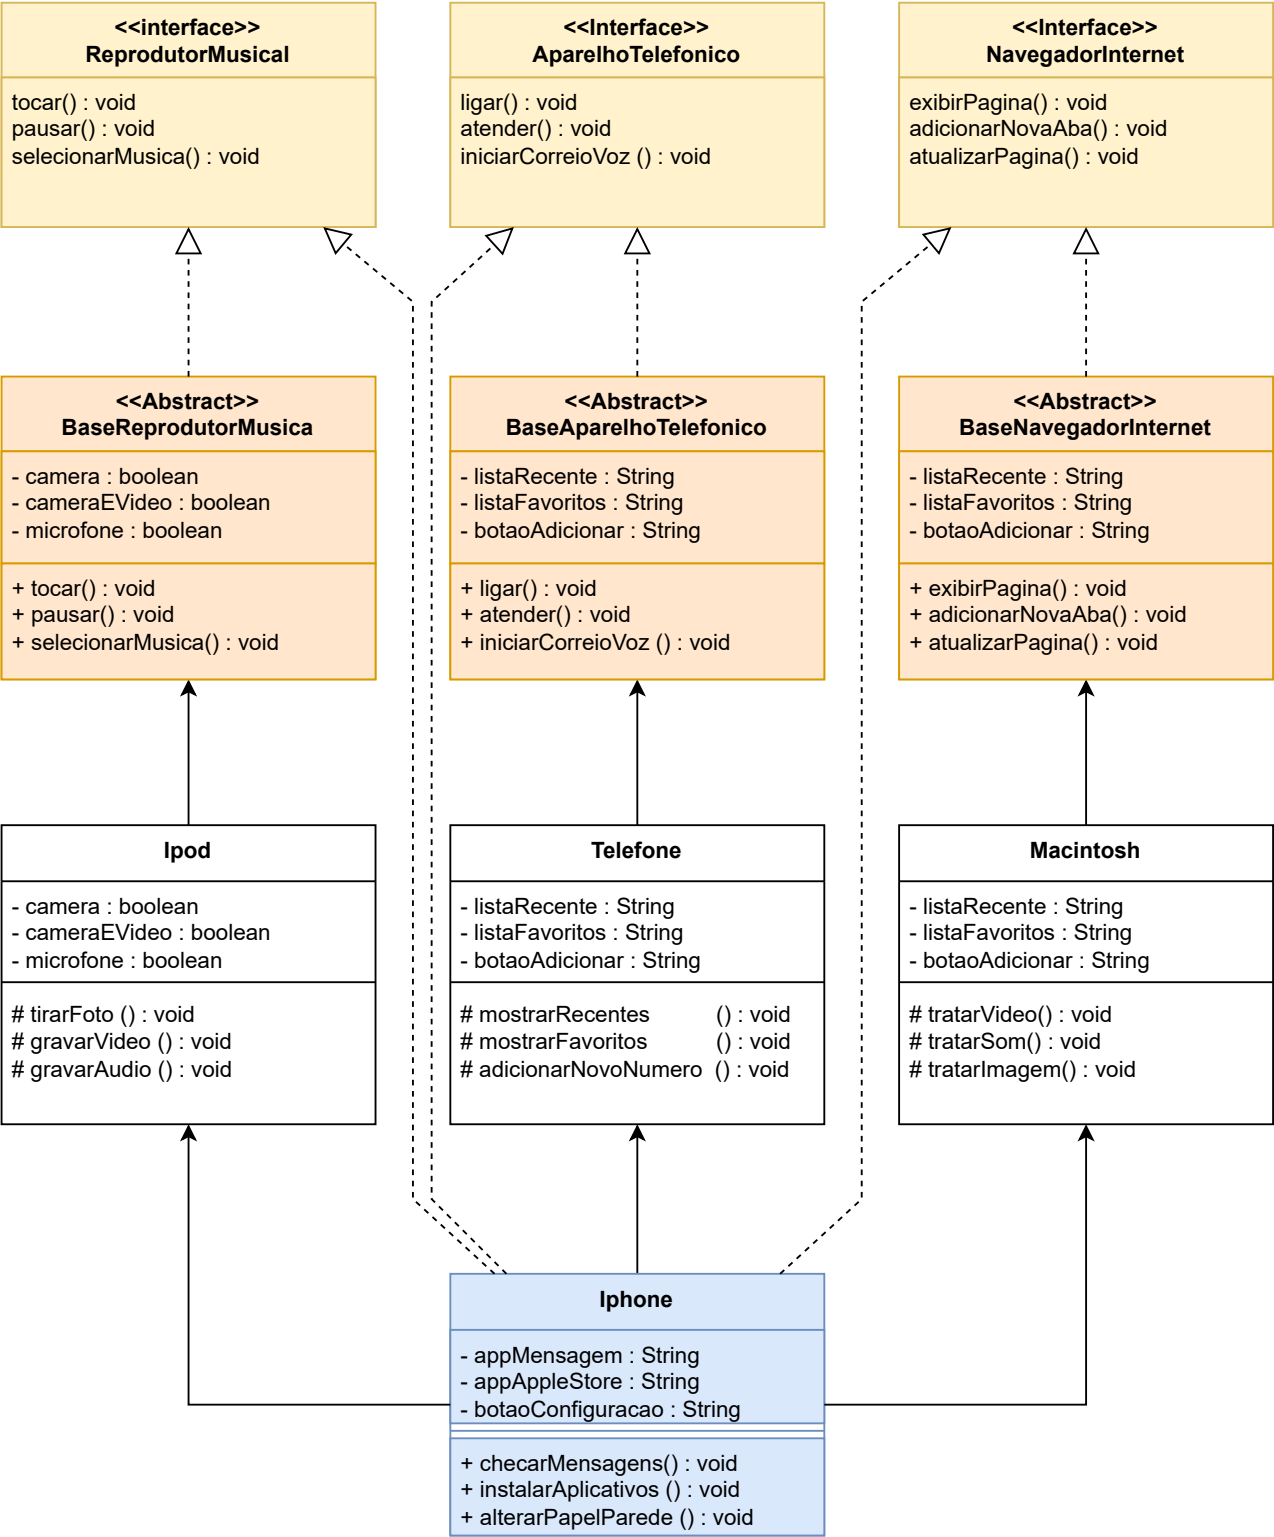 <<interface>>
ReprodutorMusical
tocar() : void
pausar() : void
selecionarMusica() : void
<<Interface>>
AparelhoTelefonico
ligar() : void
atender() : void
iniciarCorreioVoz () : void
<<Interface>>
NavegadorInternet
exibirPagina() : void
adicionarNovaAba() : void
atualizarPagina() : void
<<Abstract>>
BaseReprodutorMusica
- camera : boolean
- cameraEVideo : boolean
- microfone : boolean
+ tocar() : void
+ pausar() : void
+ selecionarMusica() : void
<<Abstract>>
BaseAparelhoTelefonico
- listaRecente : String
- listaFavoritos : String
- botaoAdicionar : String
+ ligar() : void
+ atender() : void
+ iniciarCorreioVoz () : void
<<Abstract>>
BaseNavegadorInternet
- listaRecente : String
- listaFavoritos : String
- botaoAdicionar : String
+ exibirPagina() : void
+ adicionarNovaAba() : void
+ atualizarPagina() : void
Ipod
- camera : boolean
- cameraEVideo : boolean
- microfone : boolean
# tirarFoto () : void
# gravarVideo () : void
# gravarAudio () : void
Telefone
- listaRecente : String
- listaFavoritos : String
- botaoAdicionar : String
# mostrarRecentes () : void
# mostrarFavoritos () : void
# adicionarNovoNumero () : void
Macintosh
- listaRecente : String
- listaFavoritos : String
- botaoAdicionar : String
# tratarVideo() : void
# tratarSom() : void
# tratarImagem() : void
Iphone
- appMensagem : String
- appAppleStore : String
- botaoConfiguracao : String
+ checarMensagens() : void
+ instalarAplicativos () : void
+ alterarPapelParede () : void